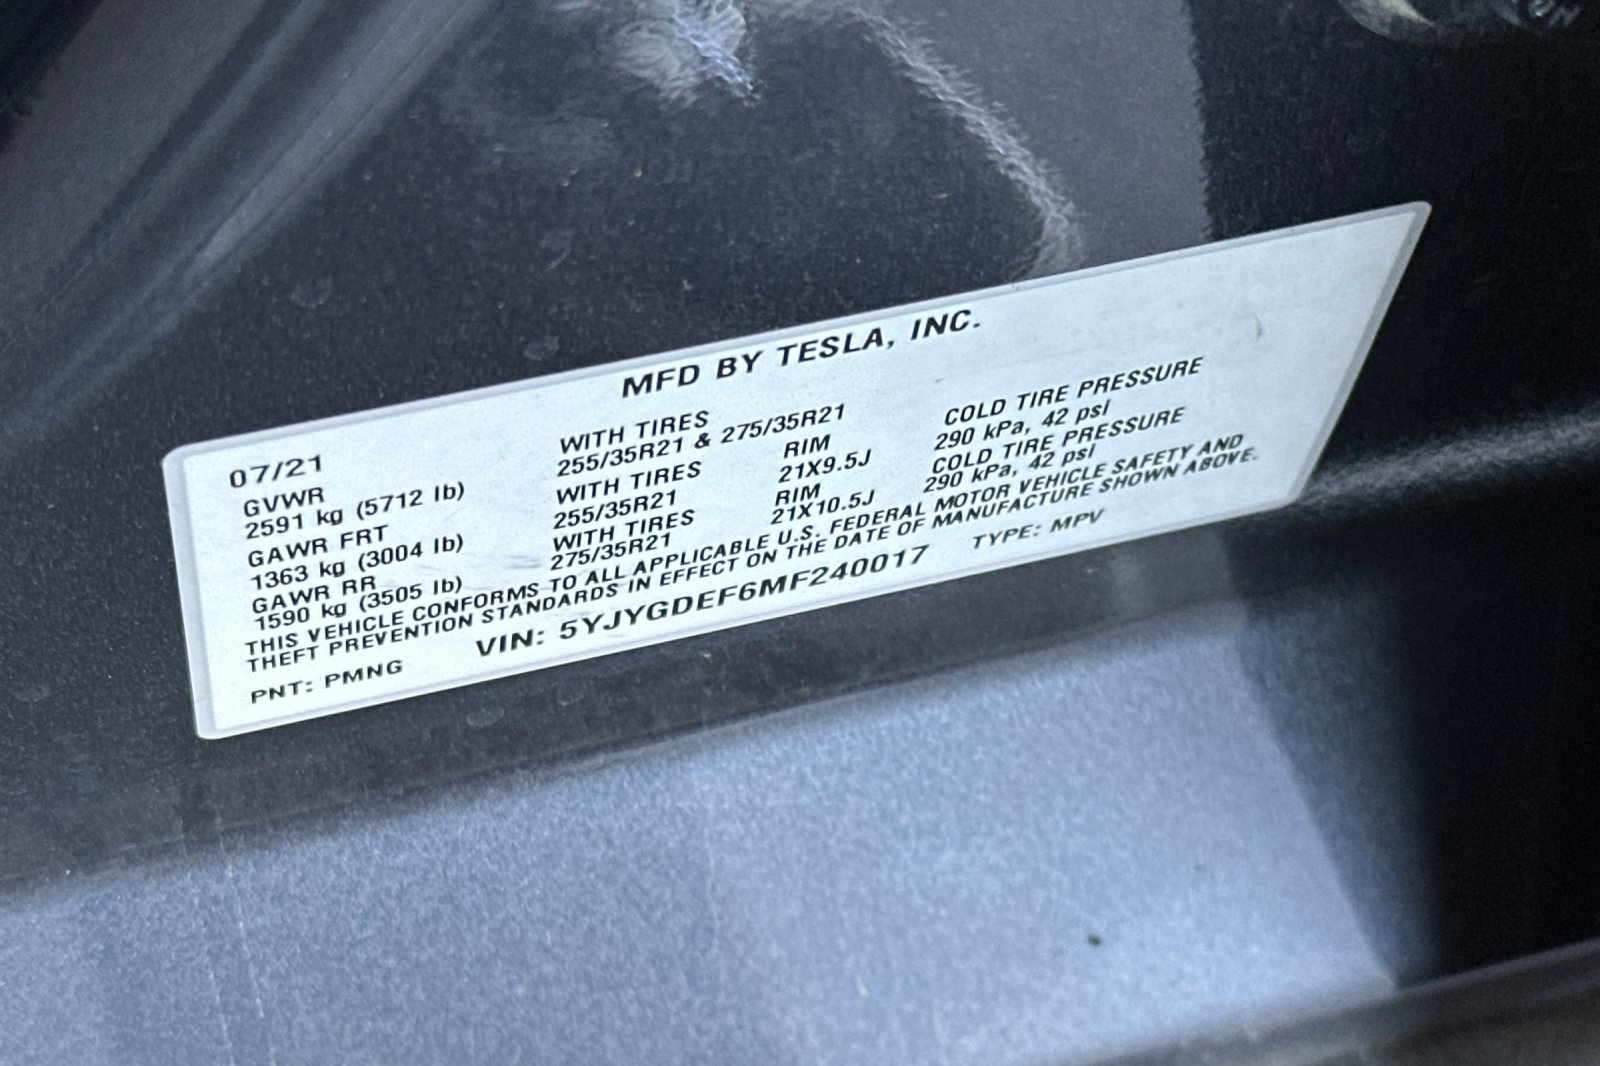 MFD BY TESLA, INC.
07/21
GVWR WITH TIRES COLD TIRE PRESSURE
2591 kg (5712 lb) 255/35R21 & 275/35R21 290 kPa, 42 psi
GAWR FRT WITH TIRES RIM COLD TIRE PRESSURE
1363 kg (3004 lb) 255/35R21 21X9.5J 290 kPa, 42 psi
GAWR RR WITH TIRES RIM
1590 kg (3505 lb) 275/35R21 21X10.5J
THIS VEHICLE CONFORMS TO ALL APPLICABLE U.S. FEDERAL MOTOR VEHICLE SAFETY AND
THEFT PREVENTION STANDARDS IN EFFECT ON THE DATE OF MANUFACTURE SHOWN ABOVE.
PNT: PMNG VIN: 5YJYGDEF6MF240017 TYPE: MPV